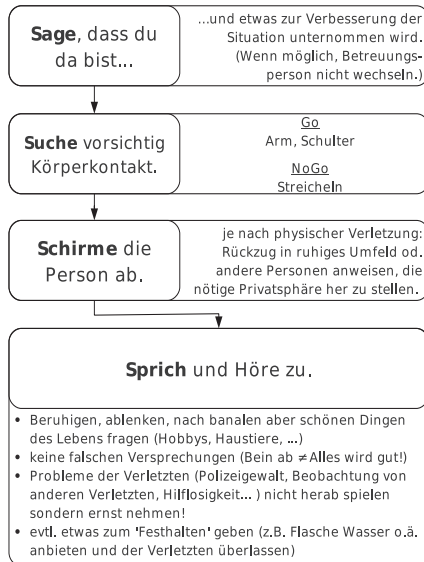 Sage, dass du
da bist...
...und etwas zur Verbesserung der
Situation unternommen wird.
(Wenn möglich, Betreuungs-
person nicht wechseln.)
Suche vorsichtig
Körperkontakt.
Go
Arm, Schulter
NoGo
Streicheln
Schirme die
Person ab.
je nach physischer Verletzung:
Rückzug in ruhiges Umfeld od.
andere Personen anweisen, die
nötige Privatsphäre her zu stellen.
Sprich und Höre zu.
• Beruhigen, ablenken, nach banalen aber schönen Dingen
des Lebens fragen (Hobbys, Haustiere, ...)
• keine falschen Versprechungen (Bein ab ≠Alles wird gut!)
• Probleme der Verletzten (Polizeigewalt, Beobachtung von
anderen Verletzten, Hilflosigkeit... ) nicht herab spielen
sondern ernst nehmen!
• evtl. etwas zum 'Festhalten' geben (z.B. Flasche Wasser o.ä.
anbieten und der Verletzten überlassen)